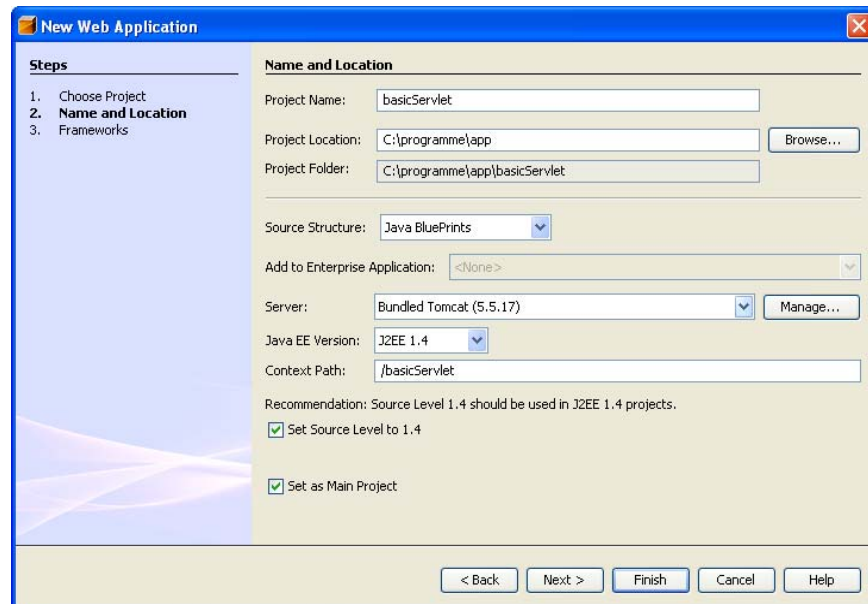 New Web Application
Steps
1. Choose Project
2. Name and Location
3. Frameworks
Name and Location
Project Name: basicServlet
Project Location: C:\programme\app Browse...
Project Folder: C:\programme\app\basicServlet
Source Structure: Java BluePrints
Add to Enterprise Application: <None>
Server: Bundled Tomcat (5.5.17) Manage...
Java EE Version: J2EE 1.4
Context Path: /basicServlet
Recommendation: Source Level 1.4 should be used in J2EE 1.4 projects.
Set Source Level to 1.4
Set as Main Project
< Back Next > Finish Cancel Help